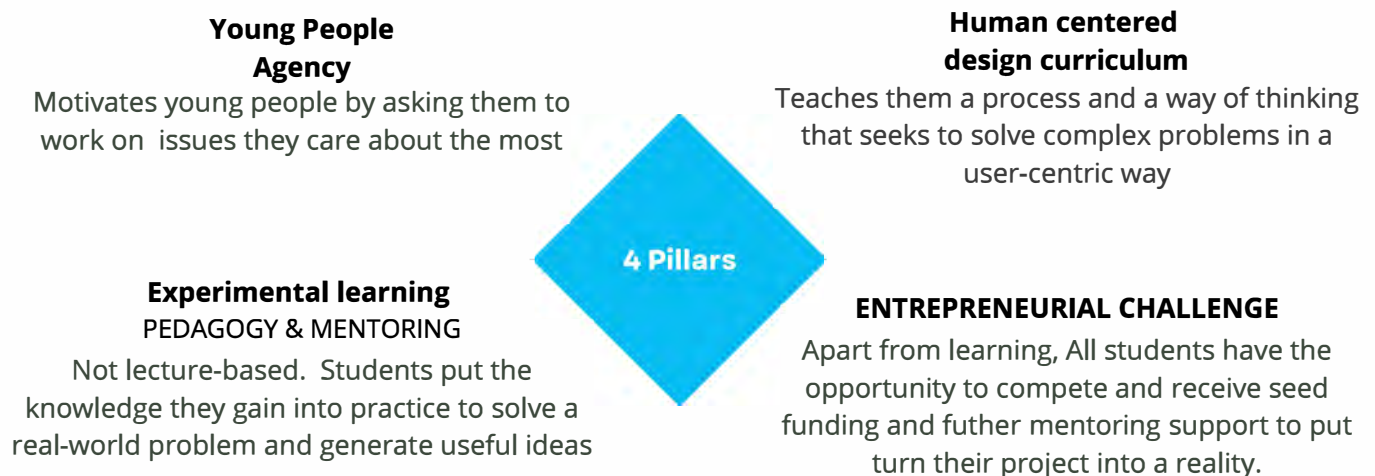 Young People
Agency
Motivates young people by asking them to
work on issues they care about the most
Human centered
design curriculum
Teaches them a process and a way of thinking
that seeks to solve complex problems in a
user-centric way
4 Pillars
Experimental learning
PEDAGOGY & MENTORING
Not lecture-based. Students put the
knowledge they gain into practice to solve a
real-world problem and generate useful ideas
ENTREPRENEURIAL CHALLENGE
Apart from learning, All students have the
opportunity to compete and receive seed
funding and futher mentoring support to put
turn their project into a reality.